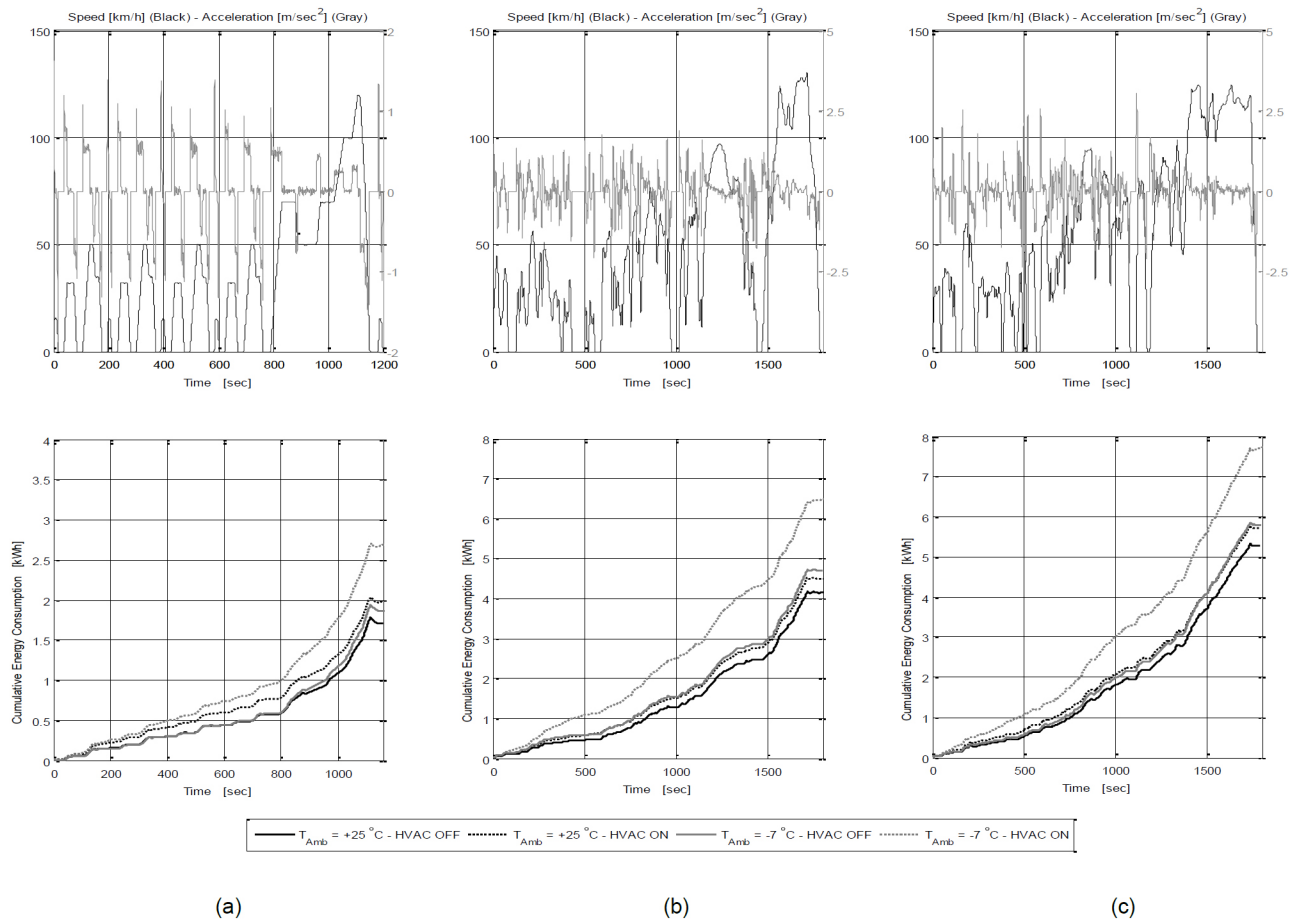 Speed [km/h] (Black) - Acceleration [m/sec2] (Gray)
150
100
50
0
2
1
0
-1
-2
0 200 400 600 800 1000 1200
Time [sec]
Speed [km/h] (Black) - Acceleration [m/sec2] (Gray)
150
100
50
0
5
2.5
0
-2.5
0 500 1000 1500
Time [sec]
Speed [km/h] (Black) - Acceleration [m/sec2] (Gray)
150
100
50
0
5
2.5
0
-2.5
0 500 1000 1500
Time [sec]
Cumulative Energy Consumption [kWh]
4
3.5
3
2.5
2
1.5
1
0.5
0
0 200 400 600 800 1000
Time [sec]
Cumulative Energy Consumption [kWh]
8
7
6
5
4
3
2
1
0
0 500 1000 1500
Time [sec]
Cumulative Energy Consumption [kWh]
8
7
6
5
4
3
2
1
0
0 500 1000 1500
Time [sec]
TAmb = +25 °C - HVAC OFF TAmb = +25 °C - HVAC ON TAmb = -7 °C - HVAC OFF TAmb = -7 °C - HVAC ON
(a) (b) (c)